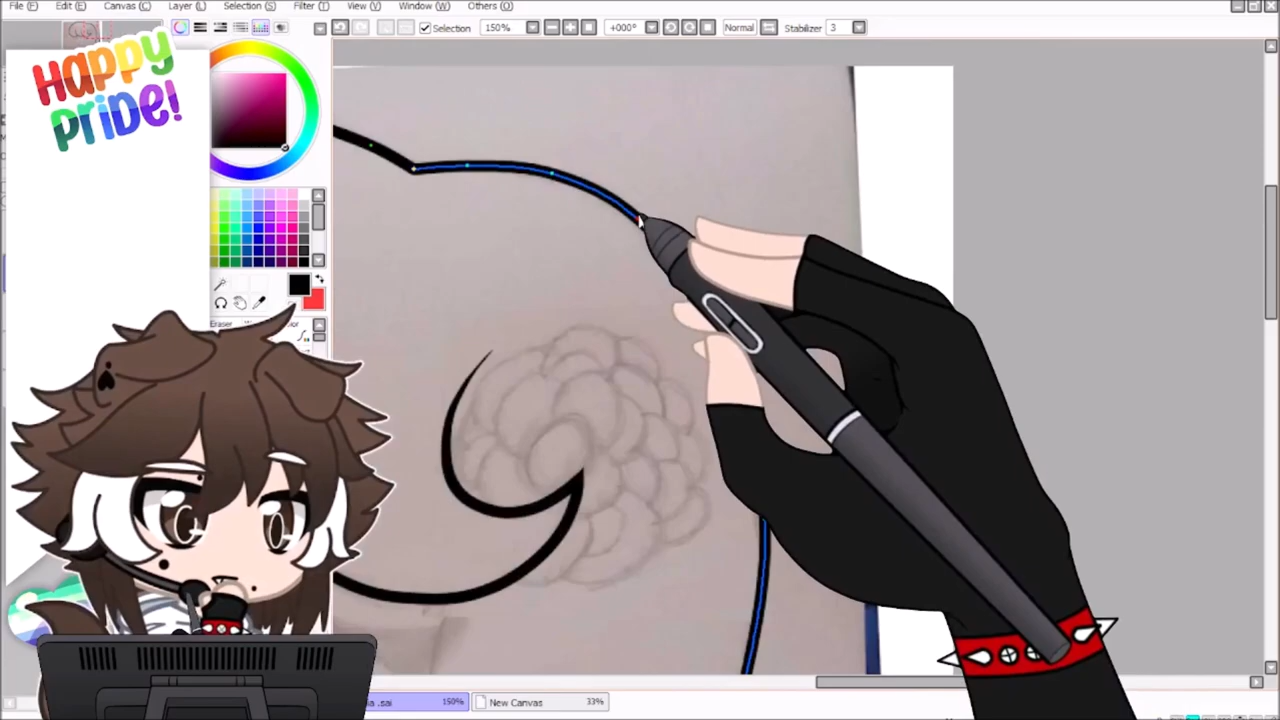 File (F) Edit (E) Canvas (C) Layer (L) Selection (S) Filter (T) View (V) Window (W) Others (O)
Selection 150% +000° Normal Stabilizer 3
HAPPY
PRIDE!
Eraser
.sai 150% New Canvas 33%